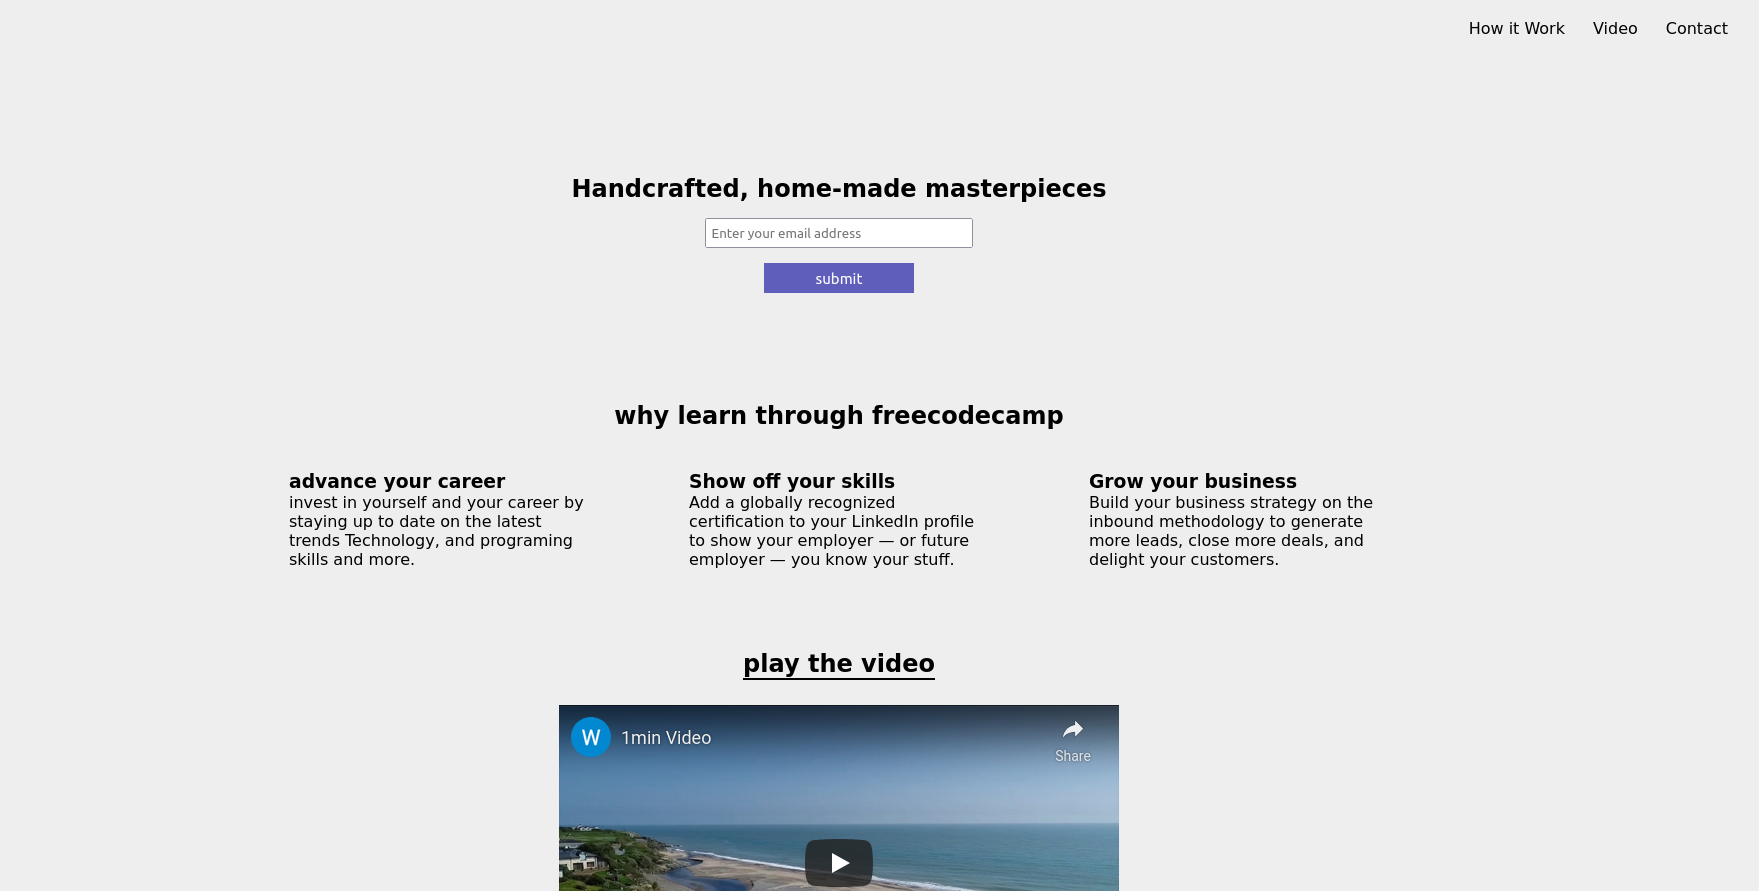 How it Work Video Contact
Handcrafted, home-made masterpieces
Enter your email address
submit
why learn through freecodecamp
advance your career
invest in yourself and your career by
staying up to date on the latest
trends Technology, and programing
skills and more.
Show off your skills
Add a globally recognized
certification to your LinkedIn profile
to show your employer — or future
employer — you know your stuff.
Grow your business
Build your business strategy on the
inbound methodology to generate
more leads, close more deals, and
delight your customers.
play the video
W 1min Video
Share